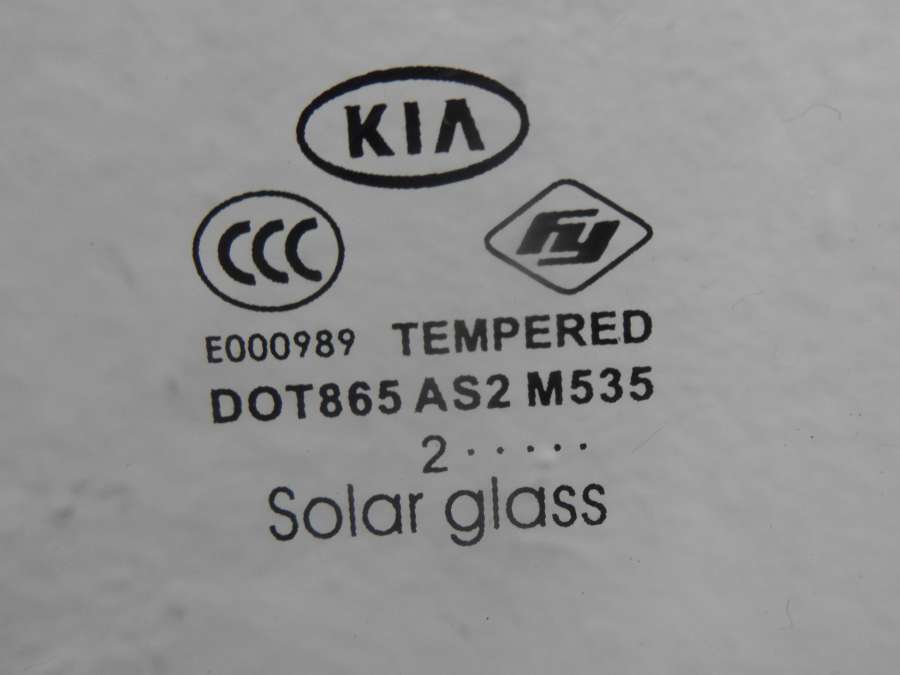 KIA
CCC
fy
E000989 TEMPERED
DOT865 AS2 M535
2.....
Solar glass